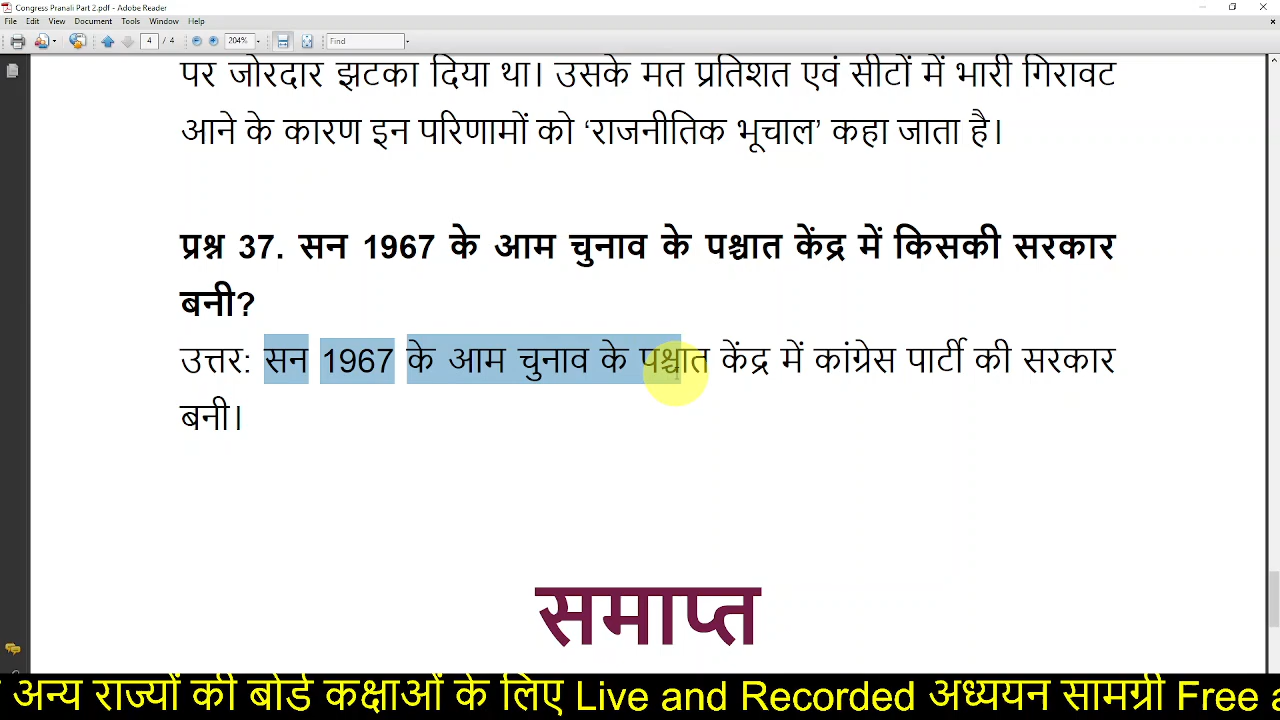 Congress Pranali Part 2.pdf - Adobe Reader
File Edit View Document Tools Window Help
4 / 4 204% Find
पर जोरदार झटका दिया था। उसके मत प्रतिशत एवं सीटों में भारी गिरावट
आने के कारण इन परिणामों को ‘राजनीतिक भूचाल’ कहा जाता है।
प्रश्न 37. सन 1967 के आम चुनाव के पश्चात केंद्र में किसकी सरकार
बनी?
उत्तर: सन 1967 के आम चुनाव के पश्चात केंद्र में कांग्रेस पार्टी की सरकार
बनी।
समाप्त
अन्य राज्यों की बोर्ड कक्षाओं के लिए Live and Recorded अध्ययन सामग्री Free